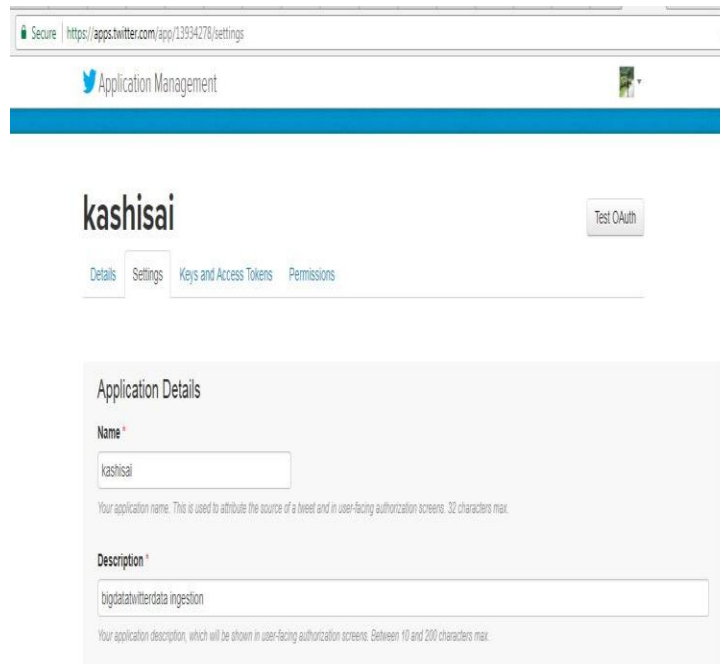 Secure https://apps.twitter.com/app/13934278/settings
Application Management
kashisai
Test OAuth
Details Settings Keys and Access Tokens Permissions
Application Details
Name *
kashisai
Your application name. This is used to attribute the source of a tweet and in user-facing authorization screens. 32 characters max.
Description *
bigdatatwitterdata ingestion
Your application description, which will be shown in user-facing authorization screens. Between 10 and 200 characters max.